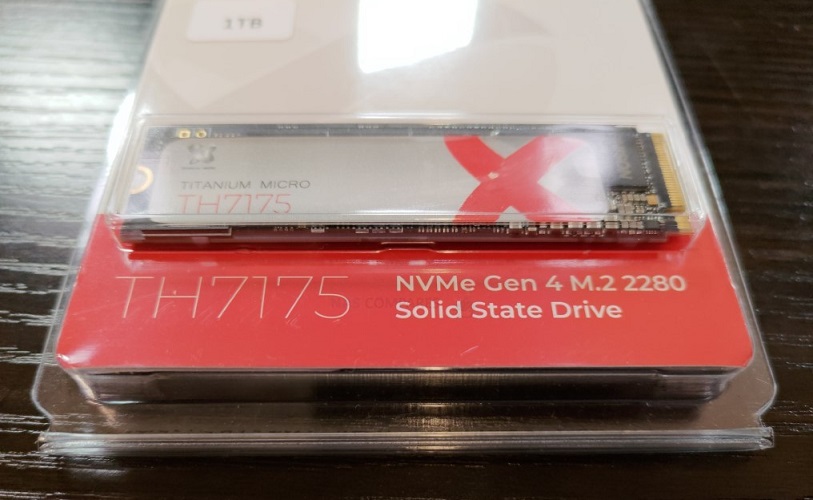 1TB
TITANIUM MICRO
TH7175
TH7175
NVMe Gen 4 M.2 2280
Solid State Drive